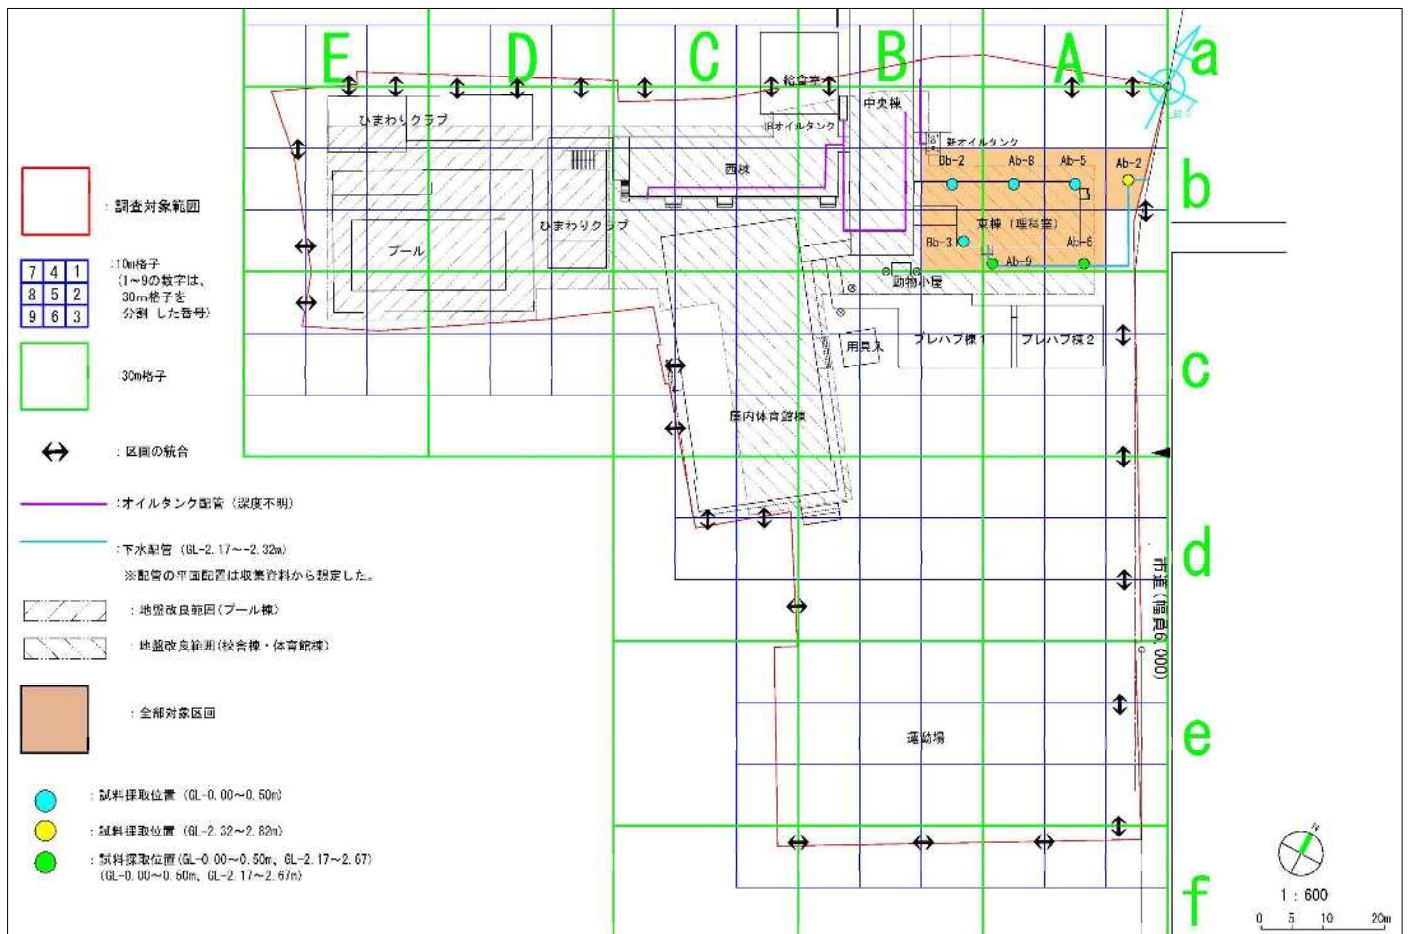 E
D
C
B
A
a
b
c
d
e
f
給食室
中央棟
旧オイルタンク
新オイルタンク
ひまわりクラブ
西棟
Bb-2
Ab-8
Ab-5
Ab-2
ひまわりクラブ
プール
東棟(理科室)
Bb-3
Ab-6
Ab-9
動物小屋
用具入
プレハブ棟1
プレハブ棟2
屋内体育館棟
市道(幅員6,000)
運動場
:調査対象範囲
7 4 1
8 5 2
9 6 3
:10m格子
(1~9の数字は、
30m格子を
分割した番号)
30m格子
:区画の統合
:オイルタンク配管(深度不明)
:下水配管(GL-2.17~-2.32m)
※配管の平面配置は収集資料から想定した。
:地盤改良範囲(プール棟)
:地盤改良範囲(校舎棟・体育館棟)
:全部対象区画
:試料採取位置(GL-0.00~0.50m)
:試料採取位置(GL-2.32~2.82m)
:試料採取位置(GL-0.00~0.50m、GL-2.17~2.67)
(GL-0.00~0.50m、GL-2.17~2.67m)
N
1:600
0 5 10 20m